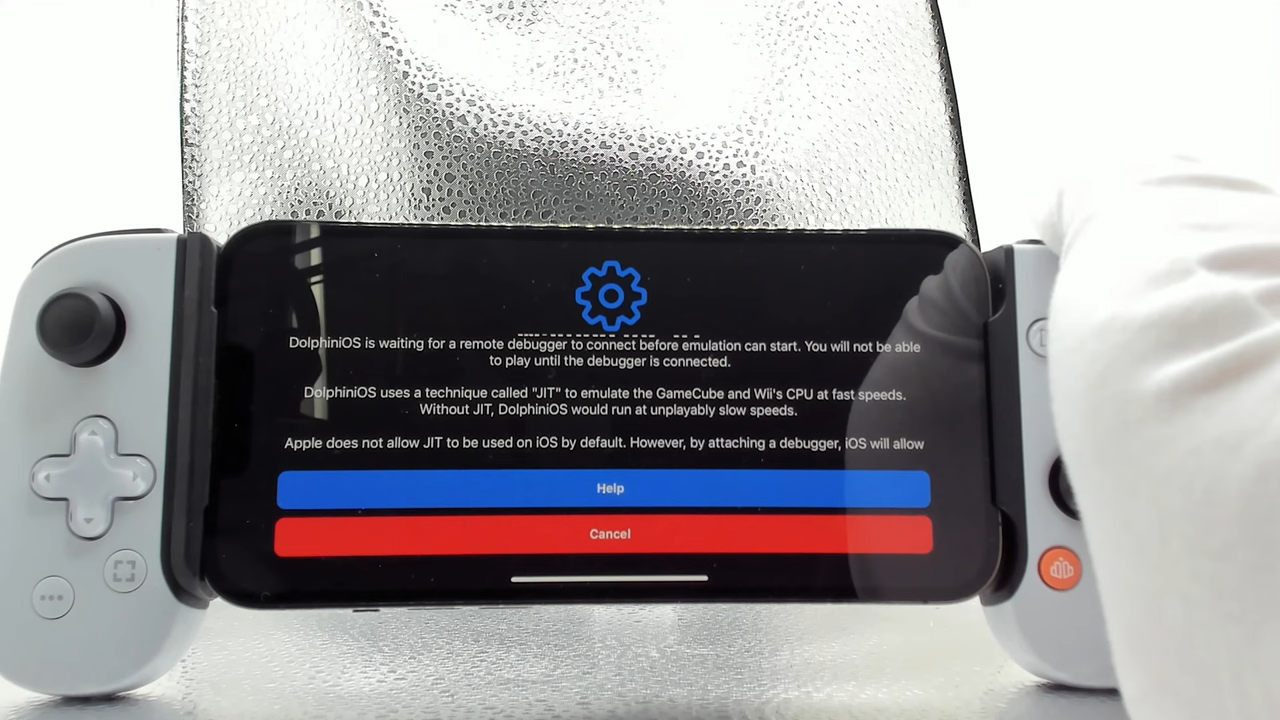 DolphiniOS is waiting for a remote debugger to connect before emulation can start. You will not be able
to play until the debugger is connected.
DolphiniOS uses a technique called "JIT" to emulate the GameCube and Wii's CPU at fast speeds.
Without JIT, DolphiniOS would run at unplayably slow speeds.
Apple does not allow JIT to be used on iOS by default. However, by attaching a debugger, iOS will allow
Help
Cancel